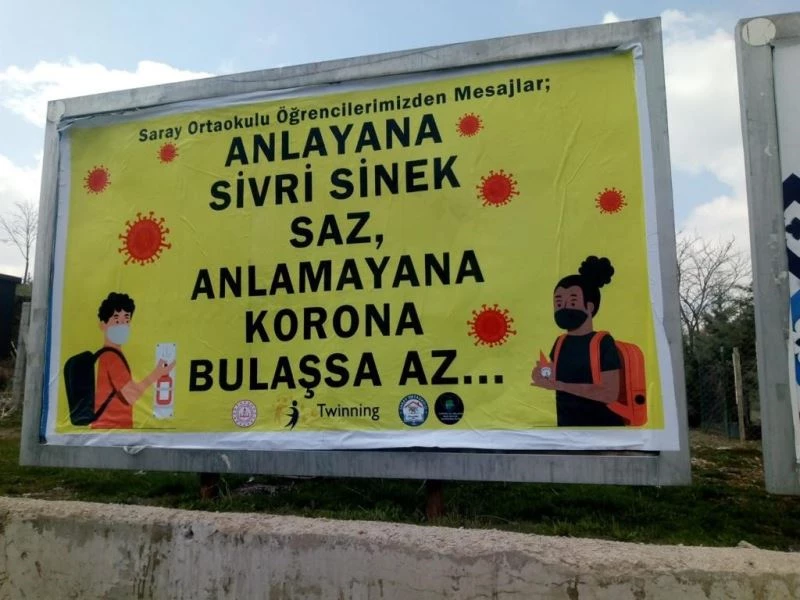 Saray Ortaokulu Öğrencilerimizden Mesajlar;
ANLAYANA
SİVRİ SİNEK
SAZ,
ANLAMAYANA
KORONA
BULAŞSA AZ...
Twinning